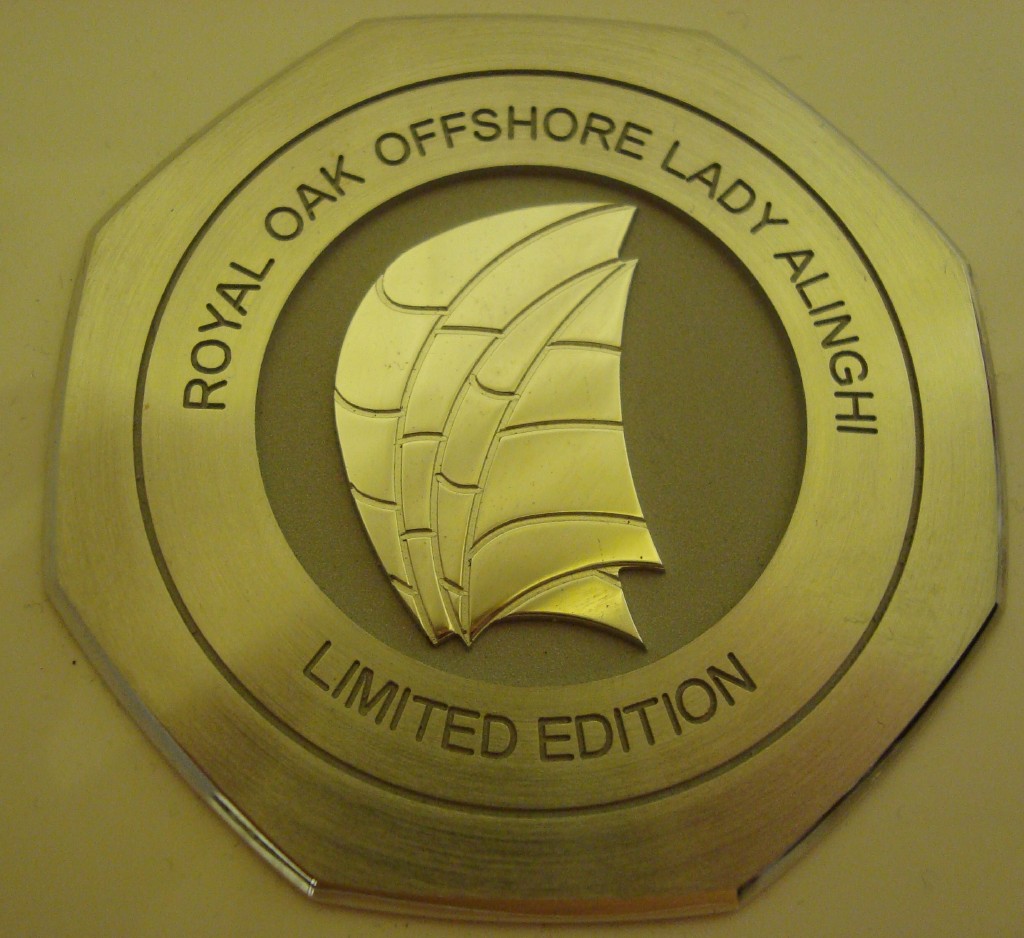 ROYAL OAK OFFSHORE LADY ALINGHI
LIMITED EDITION